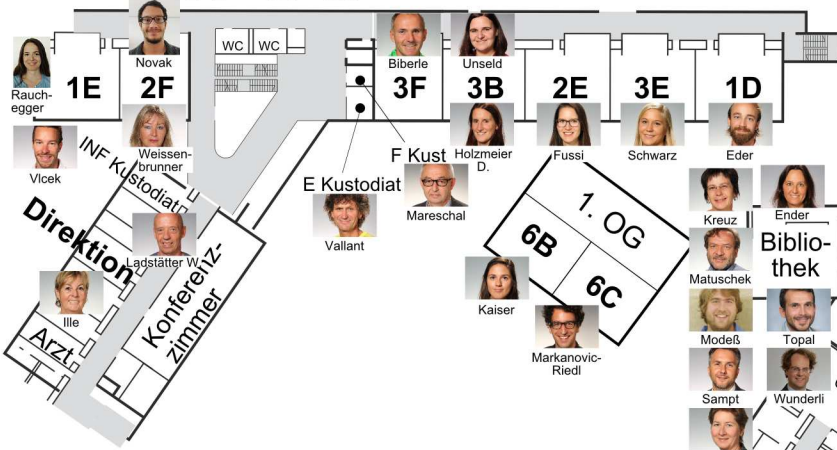 WC
WC
Novak
Biberle
Unseld
Rauch-
egger
1E
2F
3F
3B
2E
3E
1D
Vlcek
INF Kustodiat
Weissen-
brunner
F Kust
Holzmeier
D.
Fussi
Schwarz
Eder
E Kustodiat
Mareschal
Vallant
Direktion
Ladstätter W.
Konferenz-
zimmer
Ille
Arzt
1. OG
6B
6C
Kaiser
Markanovic-
Riedl
Kreuz
Ender
Biblio-
thek
Matuschek
Modeß
Topal
Sampt
Wunderli